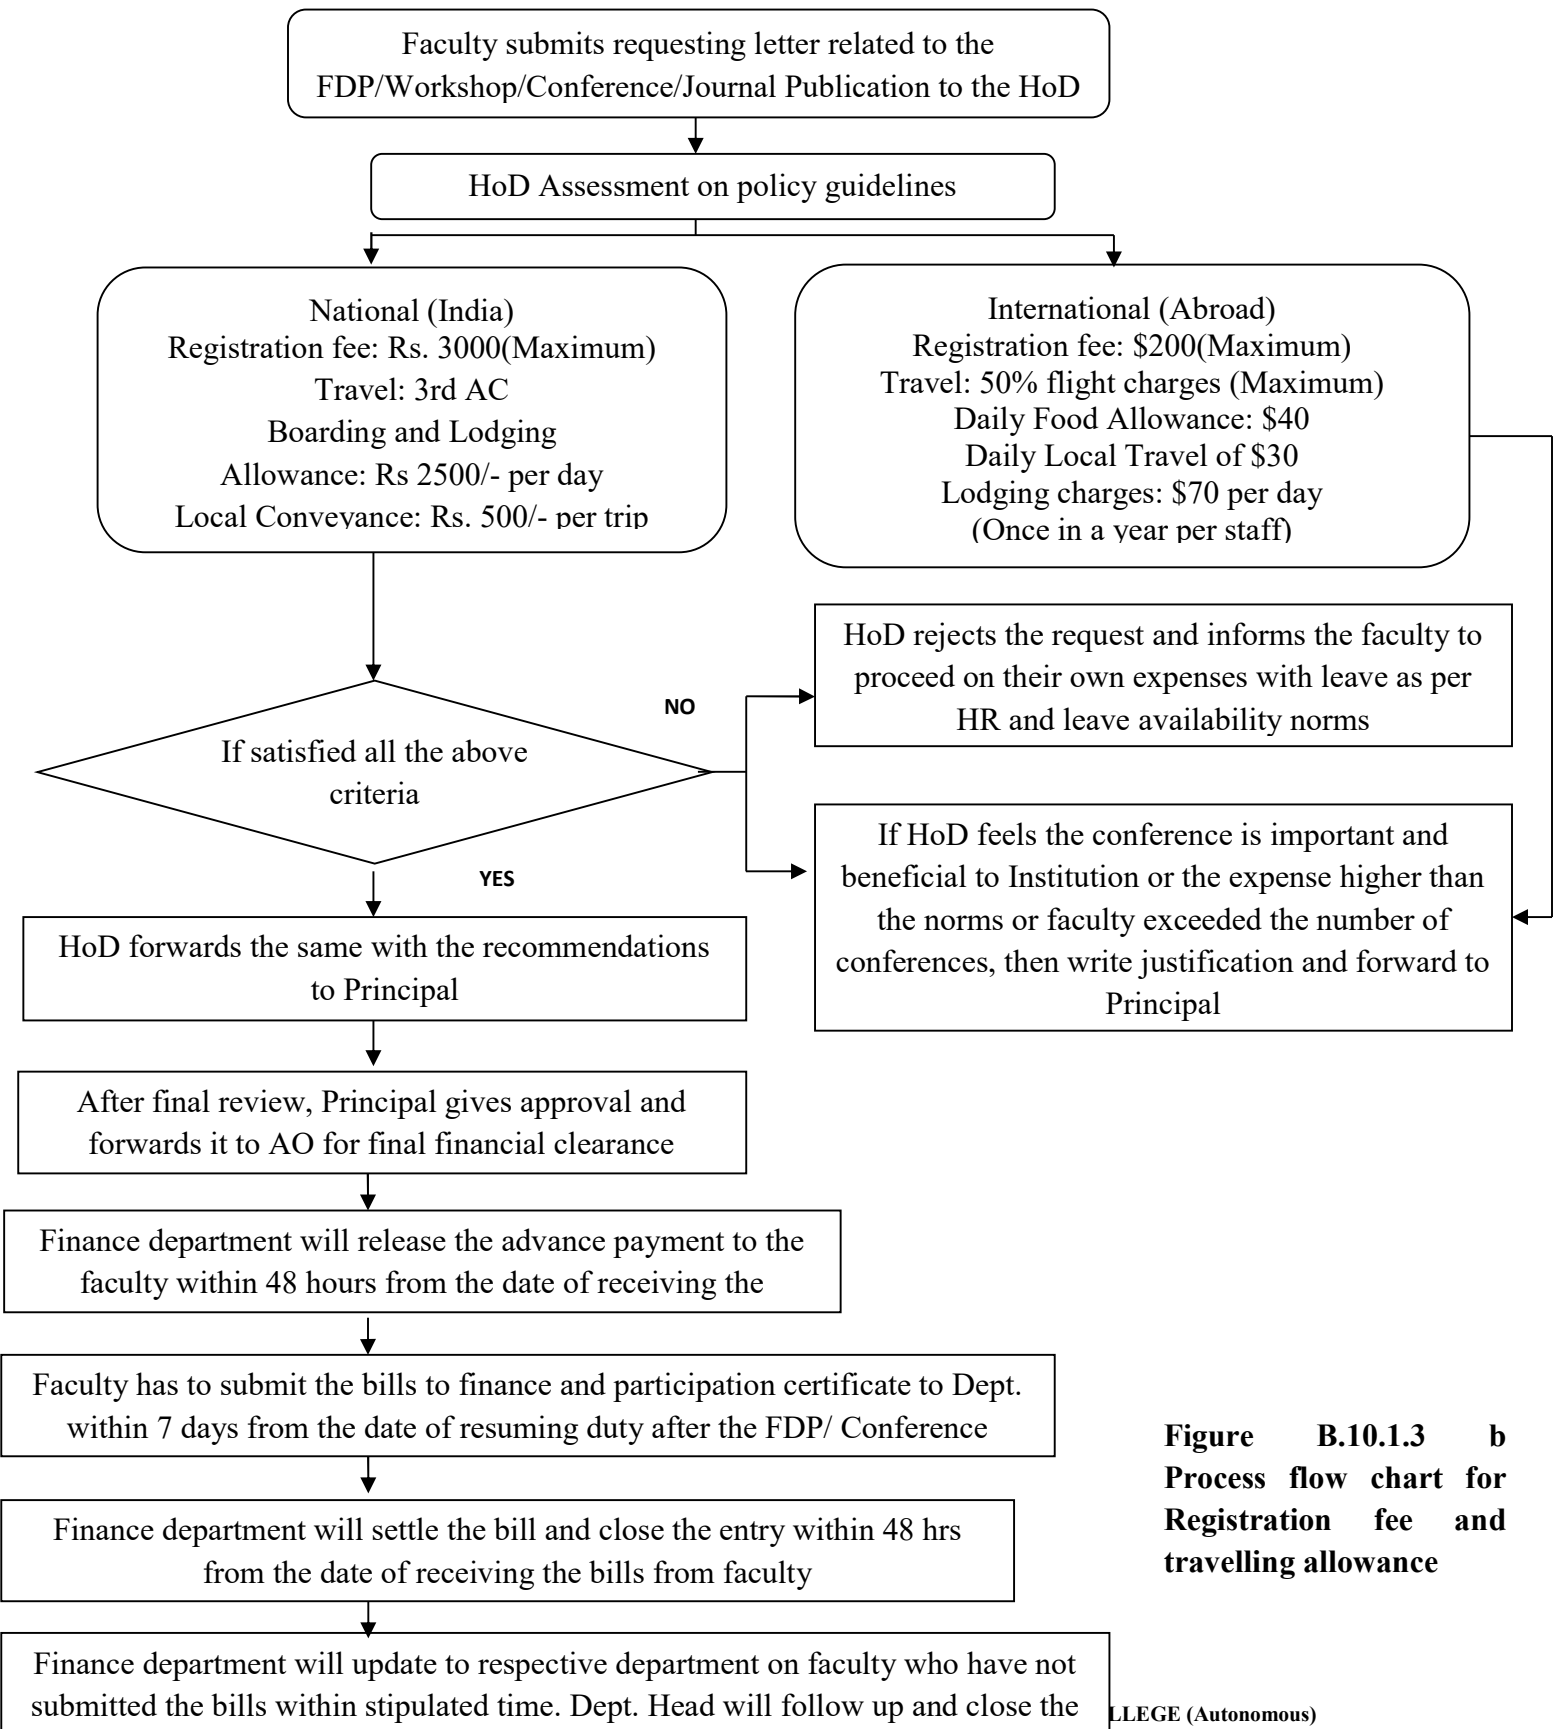 Faculty submits requesting letter related to the
FDP/Workshop/Conference/Journal Publication to the HoD
HoD Assessment on policy guidelines
National (India)
Registration fee: Rs. 3000(Maximum)
Travel: 3rd AC
Boarding and Lodging
Allowance: Rs 2500/- per day
Local Conveyance: Rs. 500/- per trip
International (Abroad)
Registration fee: $200(Maximum)
Travel: 50% flight charges (Maximum)
Daily Food Allowance: $40
Daily Local Travel of $30
Lodging charges: $70 per day
(Once in a year per staff)
HoD rejects the request and informs the faculty to
proceed on their own expenses with leave as per
HR and leave availability norms
NO
If satisfied all the above
criteria
YES
If HoD feels the conference is important and
beneficial to Institution or the expense higher than
the norms or faculty exceeded the number of
conferences, then write justification and forward to
Principal
HoD forwards the same with the recommendations
to Principal
After final review, Principal gives approval and
forwards it to AO for final financial clearance
Finance department will release the advance payment to the
faculty within 48 hours from the date of receiving the
Faculty has to submit the bills to finance and participation certificate to Dept.
within 7 days from the date of resuming duty after the FDP/ Conference
Finance department will settle the bill and close the entry within 48 hrs
from the date of receiving the bills from faculty
Finance department will update to respective department on faculty who have not
submitted the bills within stipulated time. Dept. Head will follow up and close the
Figure B.10.1.3 b
Process flow chart for
Registration fee and
travelling allowance
LLEGE (Autonomous)